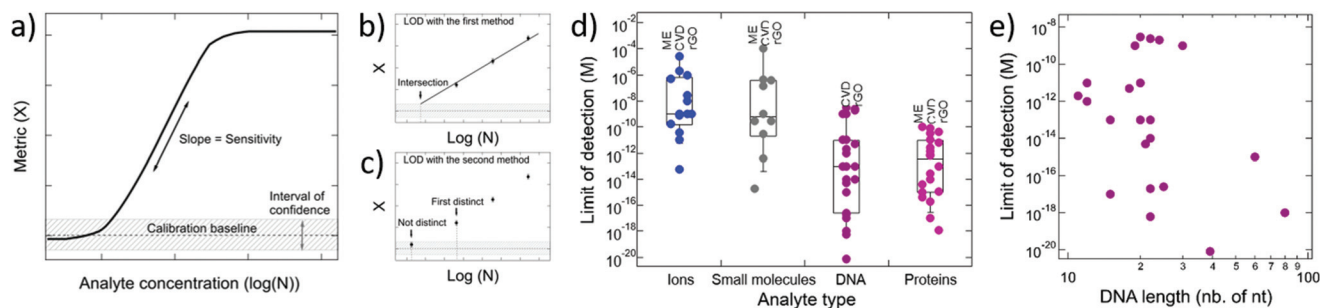 a)
Metric (X)
Slope = Sensitivity
Interval of
confidence
Calibration baseline
Analyte concentration (log(N))
b)
LOD with the first method
X
Intersection
Log (N)
c)
LOD with the second method
X
First distinct
Not distinct
Log (N)
d)
Limit of detection (M)
10⁻²
10⁻⁴
10⁻⁶
10⁻⁸
10⁻¹⁰
10⁻¹²
10⁻¹⁴
10⁻¹⁶
10⁻¹⁸
10⁻²⁰
ME CVD rGO
ME CVD rGO
CVD rGO
ME CVD rGO
Ions Small molecules DNA Proteins
Analyte type
e)
Limit of detection (M)
10⁻⁸
10⁻¹⁰
10⁻¹²
10⁻¹⁴
10⁻¹⁶
10⁻¹⁸
10⁻²⁰
10 2 3 4 5 6 7 8 9 100
DNA length (nb. of nt)